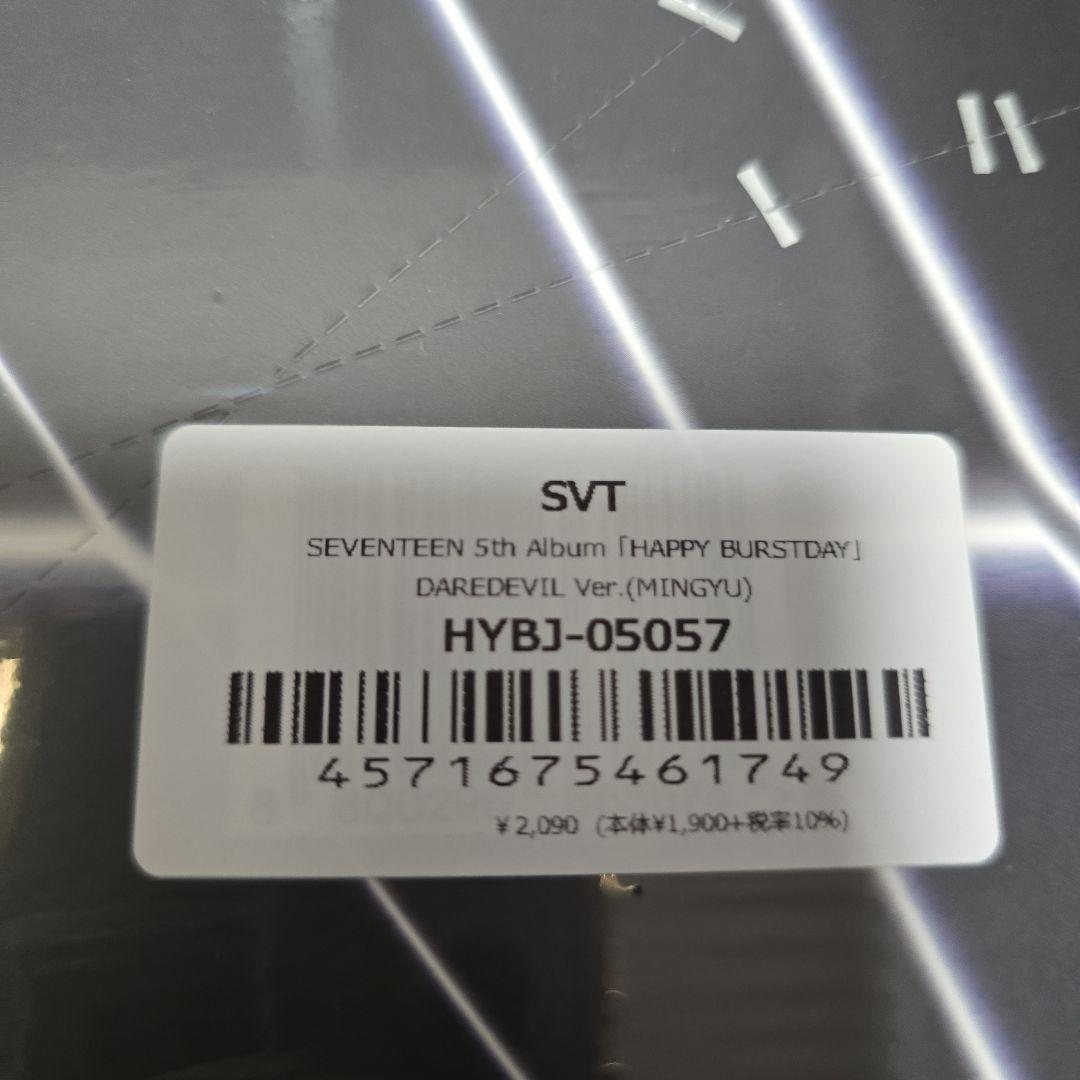 SVT
SEVENTEEN 5th Album「HAPPY BURSTDAY」
DAREDEVIL Ver.(MINGYU)
HYBJ-05057
4571675461749
¥2,090 (本体¥1,900+税率10%)